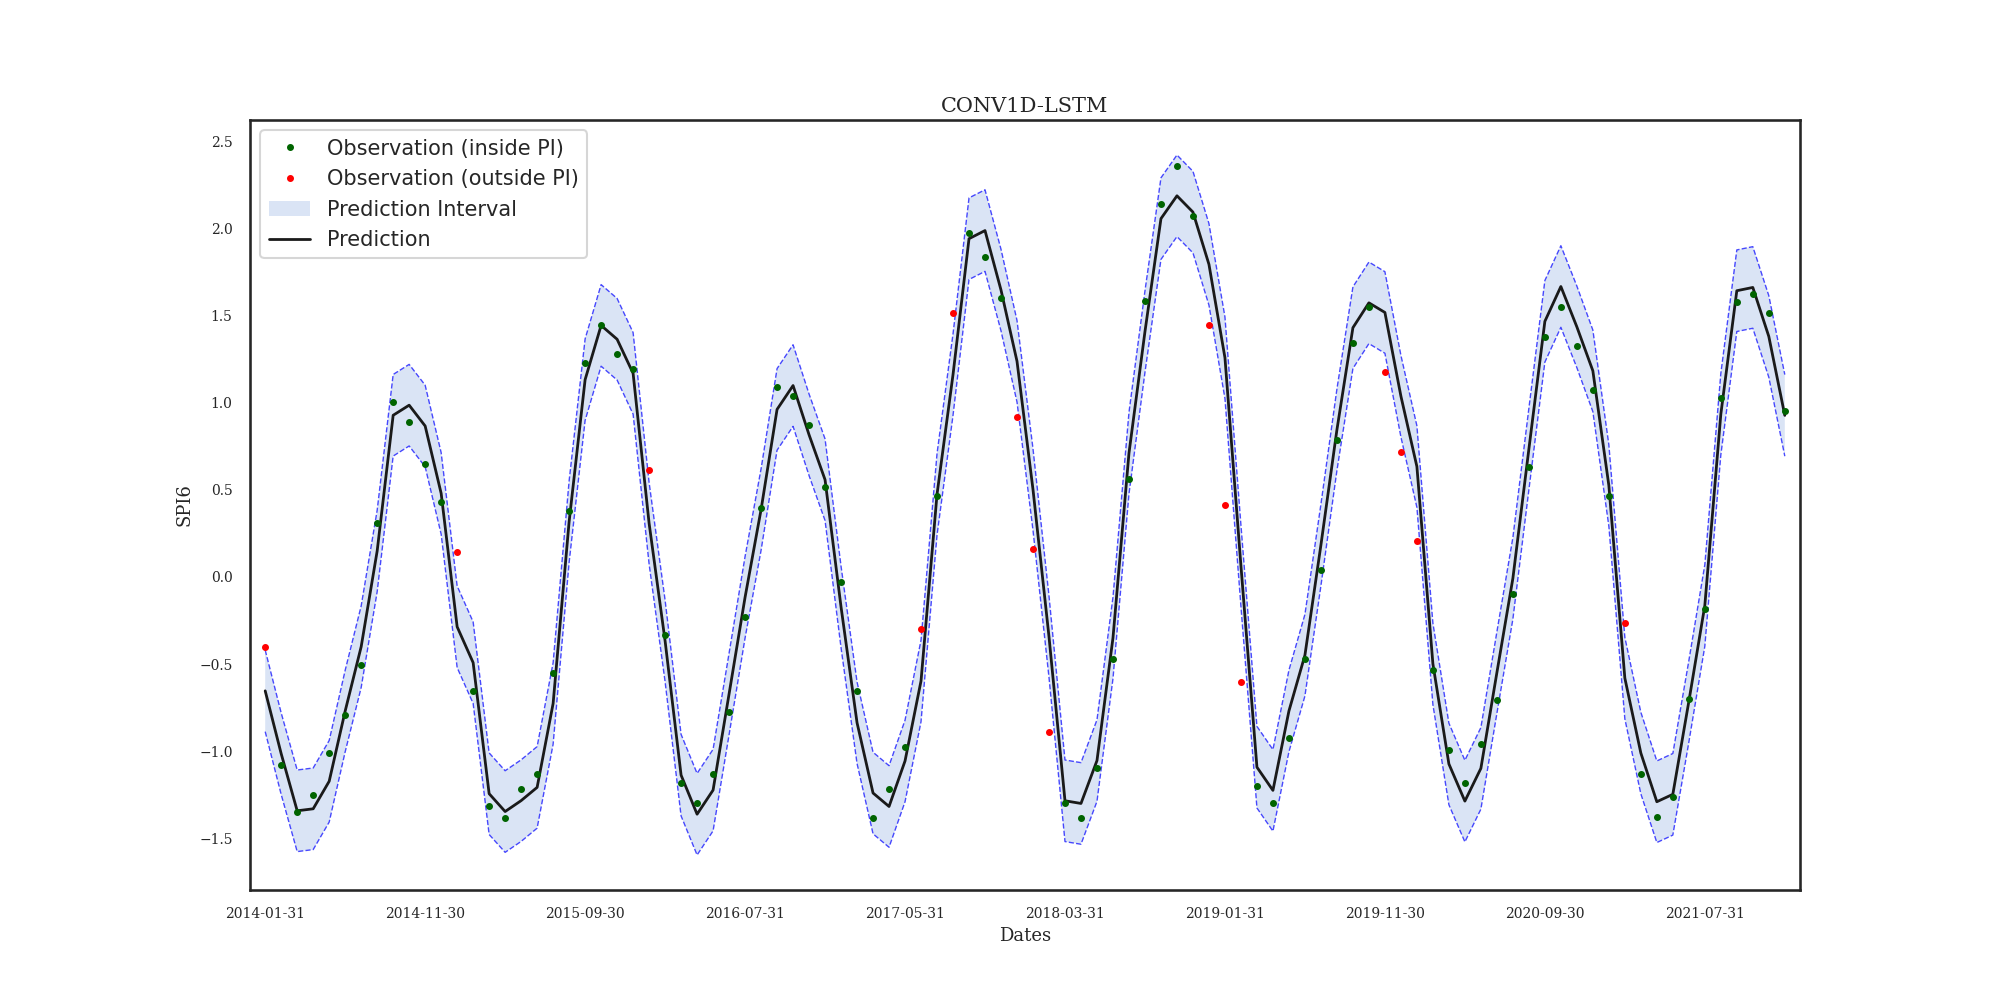 CONV1D-LSTM
Observation (inside PI)
Observation (outside PI)
Prediction Interval
Prediction
2.5
2.0
1.5
1.0
0.5
0.0
−0.5
−1.0
−1.5
SPI6
2014-01-31 2014-11-30 2015-09-30 2016-07-31 2017-05-31 2018-03-31 2019-01-31 2019-11-30 2020-09-30 2021-07-31
Dates